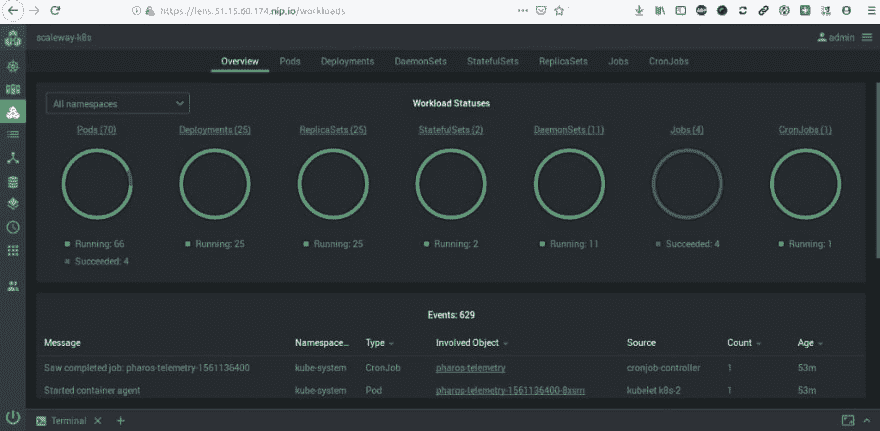 https://lens.51.15.60.174.nip.io/workloads
scaleway-k8s
admin
Overview Pods Deployments DaemonSets StatefulSets ReplicaSets Jobs CronJobs
All namespaces
Workload Statuses
Pods (70) Deployments (25) ReplicaSets (25) StatefulSets (2) DaemonSets (11) Jobs (4) CronJobs (1)
Running: 66 Running: 25 Running: 25 Running: 2 Running: 11 Succeeded: 4 Running: 1
Succeeded: 4
Events: 629
Message Namespace... Type Involved Object Source Count Age
Saw completed job: pharos-telemetry-1561136400 kube-system CronJob pharos-telemetry cronjob-controller 1 53m
Started container agent kube-system Pod pharos-telemetry-1561136400-8xsrn kubelet k8s-2 1 53m
Terminal